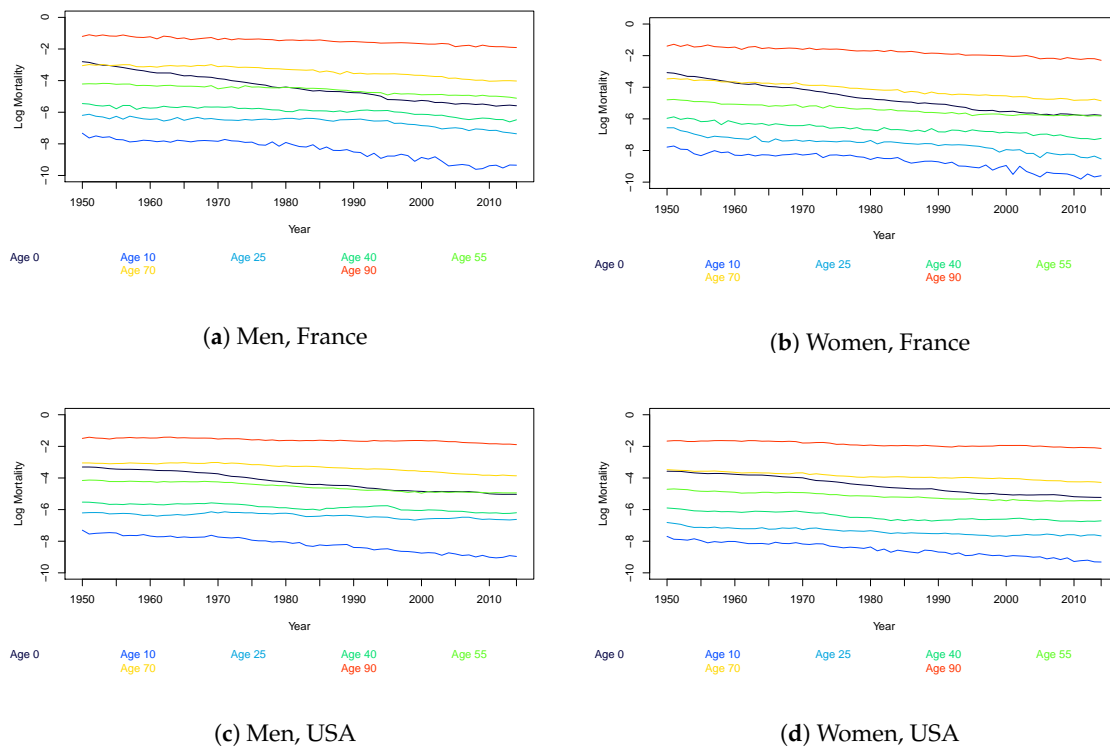 0
-2
-4
-6
-8
-10
Log Mortality
1950 1960 1970 1980 1990 2000 2010
Year
Age 0 Age 10 Age 25 Age 40 Age 55
Age 70 Age 90
(a) Men, France
0
-2
-4
-6
-8
-10
Log Mortality
1950 1960 1970 1980 1990 2000 2010
Year
Age 0 Age 10 Age 25 Age 40 Age 55
Age 70 Age 90
(b) Women, France
0
-2
-4
-6
-8
-10
Log Mortality
1950 1960 1970 1980 1990 2000 2010
Year
Age 0 Age 10 Age 25 Age 40 Age 55
Age 70 Age 90
(c) Men, USA
0
-2
-4
-6
-8
-10
Log Mortality
1950 1960 1970 1980 1990 2000 2010
Year
Age 0 Age 10 Age 25 Age 40 Age 55
Age 70 Age 90
(d) Women, USA